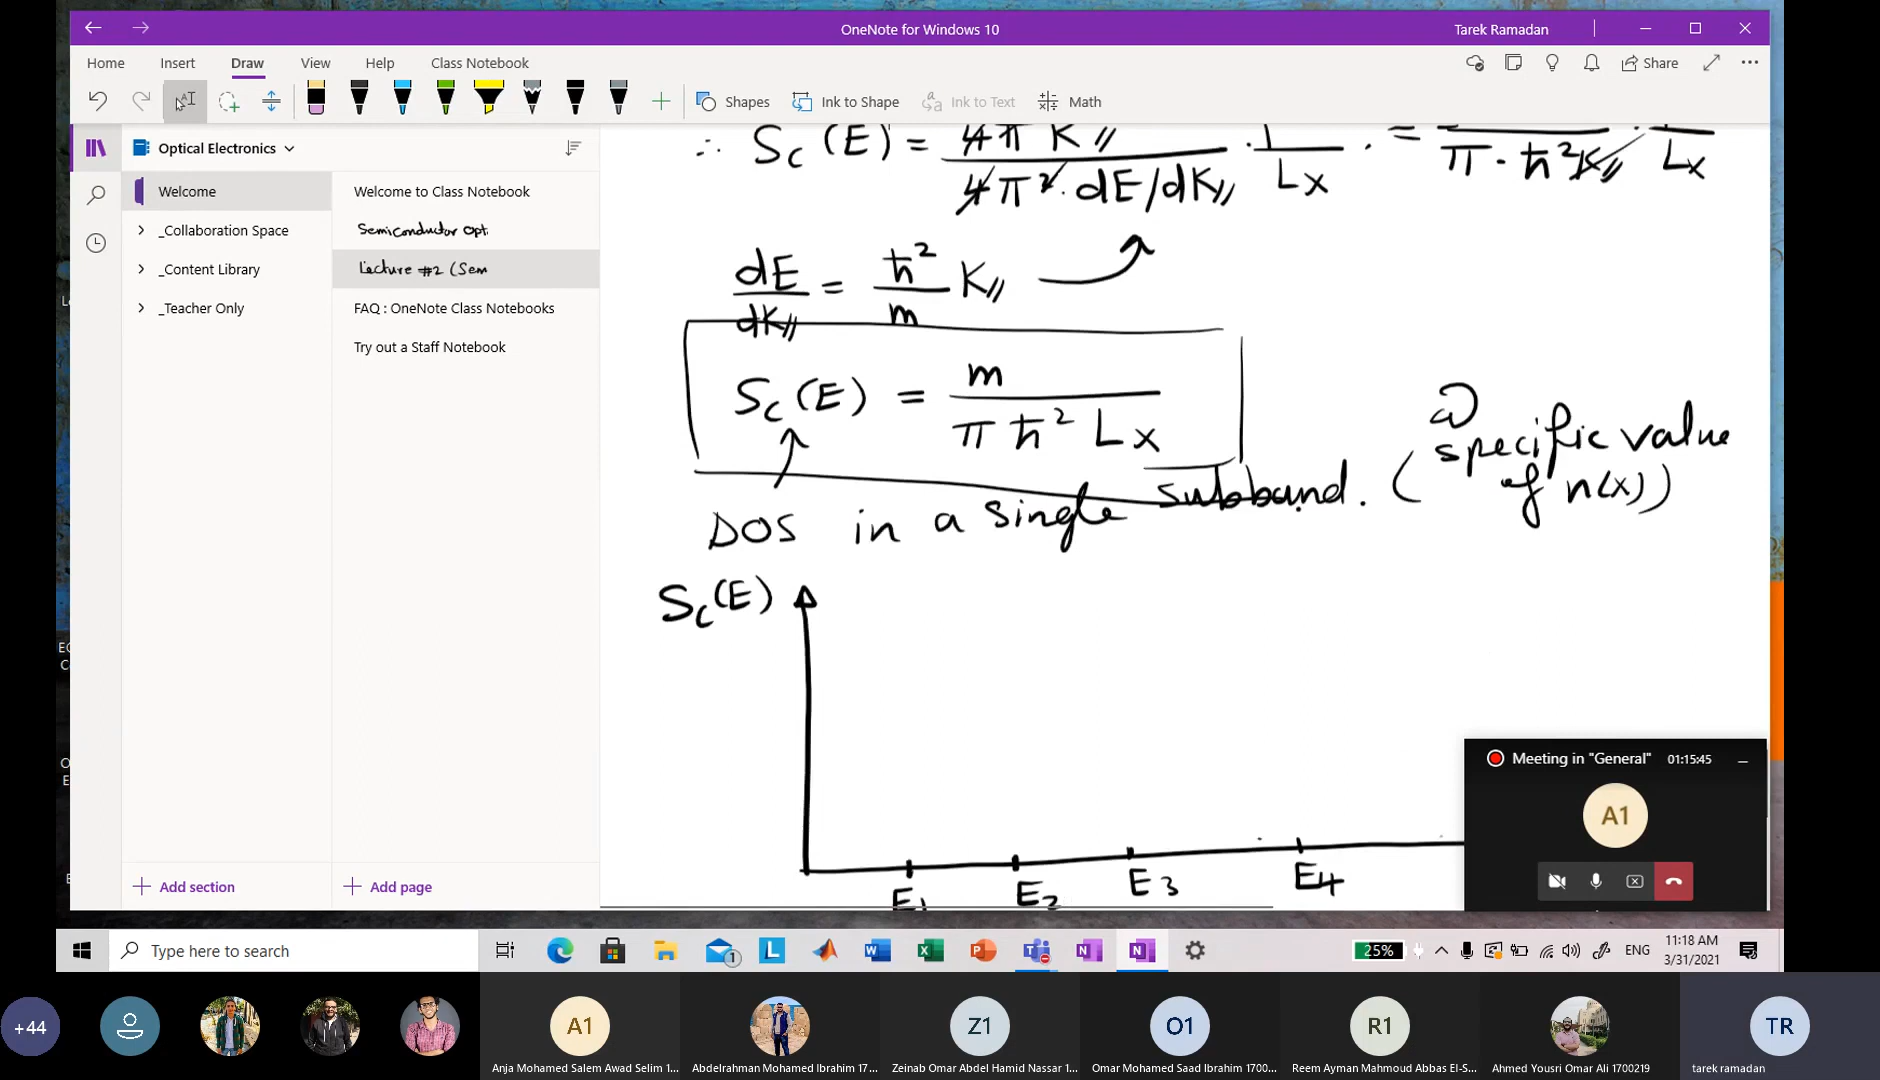 OneNote for Windows 10
Tarek Ramadan
Home Insert Draw View Help Class Notebook
Share
Shapes Ink to Shape Ink to Text Math
Optical Electronics
Welcome
_Collaboration Space
_Content Library
_Teacher Only
Welcome to Class Notebook
Semiconductor Opt.
Lecture #2 (Sem
FAQ : OneNote Class Notebooks
Try out a Staff Notebook
Add section
Add page
∴ Sc (E) = 4π K// / 4π². dE/dK// . 1 / Lx . = / π . ħ² K// . 1 / Lx
dE / dK// = ħ² / m K//
Sc (E) = m / π ħ² Lx
DOS in a single subband. ( @
specific value
of n(x))
Sc(E)
E1 E2 E3 E4
Meeting in "General" 01:15:45
A1
Type here to search
1
25%
ENG
11:18 AM
3/31/2021
+44
A1 Z1 O1 R1 TR
Anja Mohamed Salem Awad Selim 1...
Abdelrahman Mohamed Ibrahim 17...
Zeinab Omar Abdel Hamid Nassar 1...
Omar Mohamed Saad Ibrahim 1700...
Reem Ayman Mahmoud Abbas El-S...
Ahmed Yousri Omar Ali 1700219
tarek ramadan